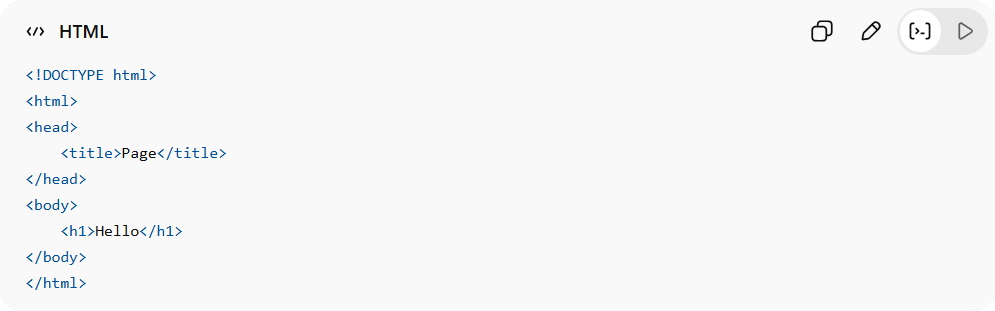 HTML
<!DOCTYPE html>
<html>
<head>
    <title>Page</title>
</head>
<body>
    <h1>Hello</h1>
</body>
</html>